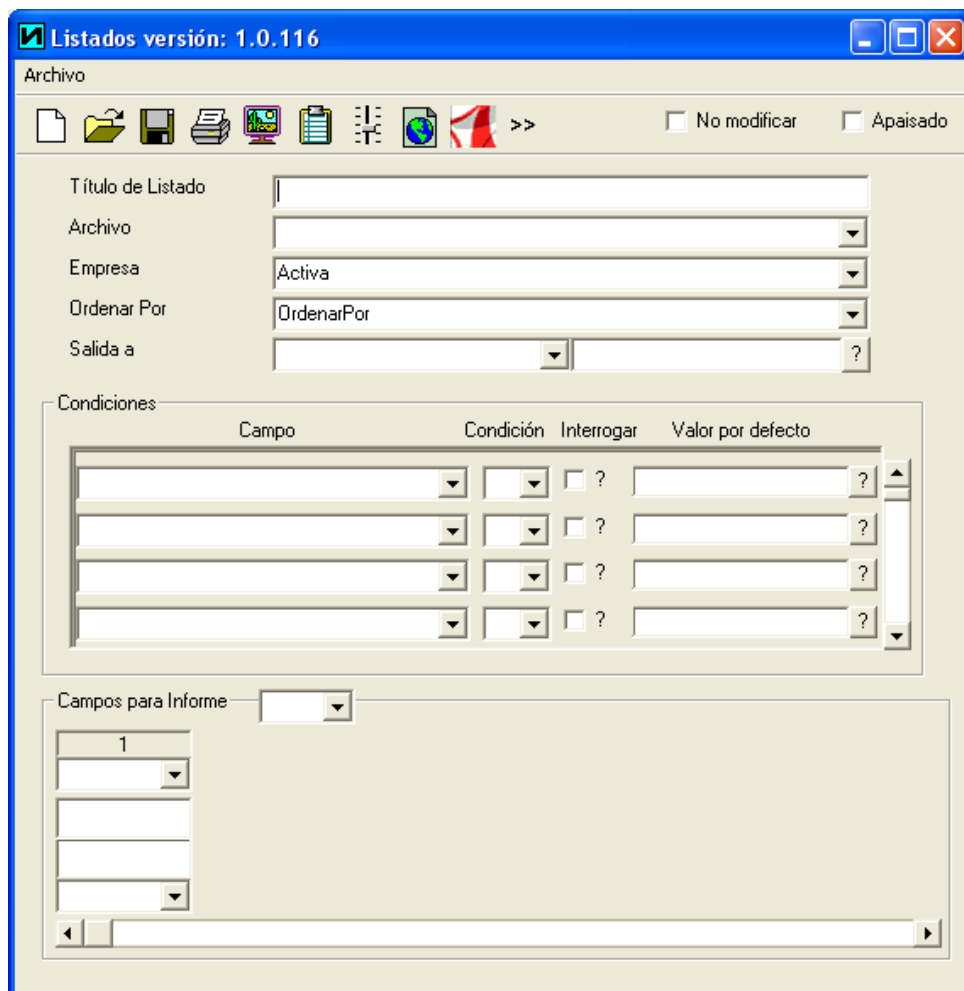 Listados versión: 1.0.116
Archivo
>> No modificar Apaisado
Título de Listado
Archivo
Empresa Activa
Ordenar Por OrdenarPor
Salida a ?
Condiciones
Campo Condición Interrogar Valor por defecto
? ?
? ?
? ?
? ?
Campos para Informe
1